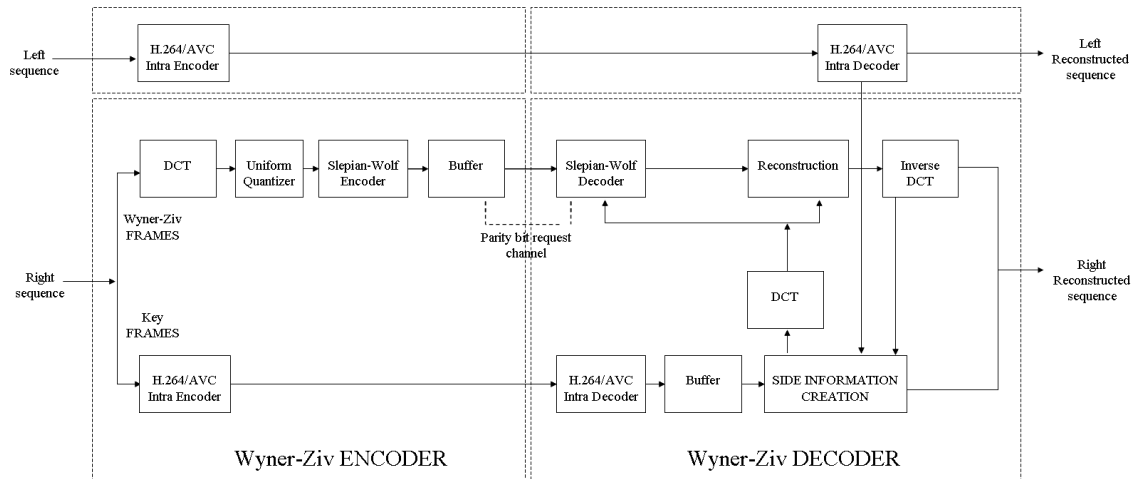 Left
sequence
H.264/AVC
Intra Encoder
H.264/AVC
Intra Decoder
Left
Reconstructed
sequence
DCT
Uniform
Quantizer
Slepian-Wolf
Encoder
Buffer
Slepian-Wolf
Decoder
Reconstruction
Inverse
DCT
Wyner-Ziv
FRAMES
Parity bit request
channel
Right
sequence
DCT
Right
Reconstructed
sequence
Key
FRAMES
H.264/AVC
Intra Encoder
H.264/AVC
Intra Decoder
Buffer
SIDE INFORMATION
CREATION
Wyner-Ziv ENCODER
Wyner-Ziv DECODER